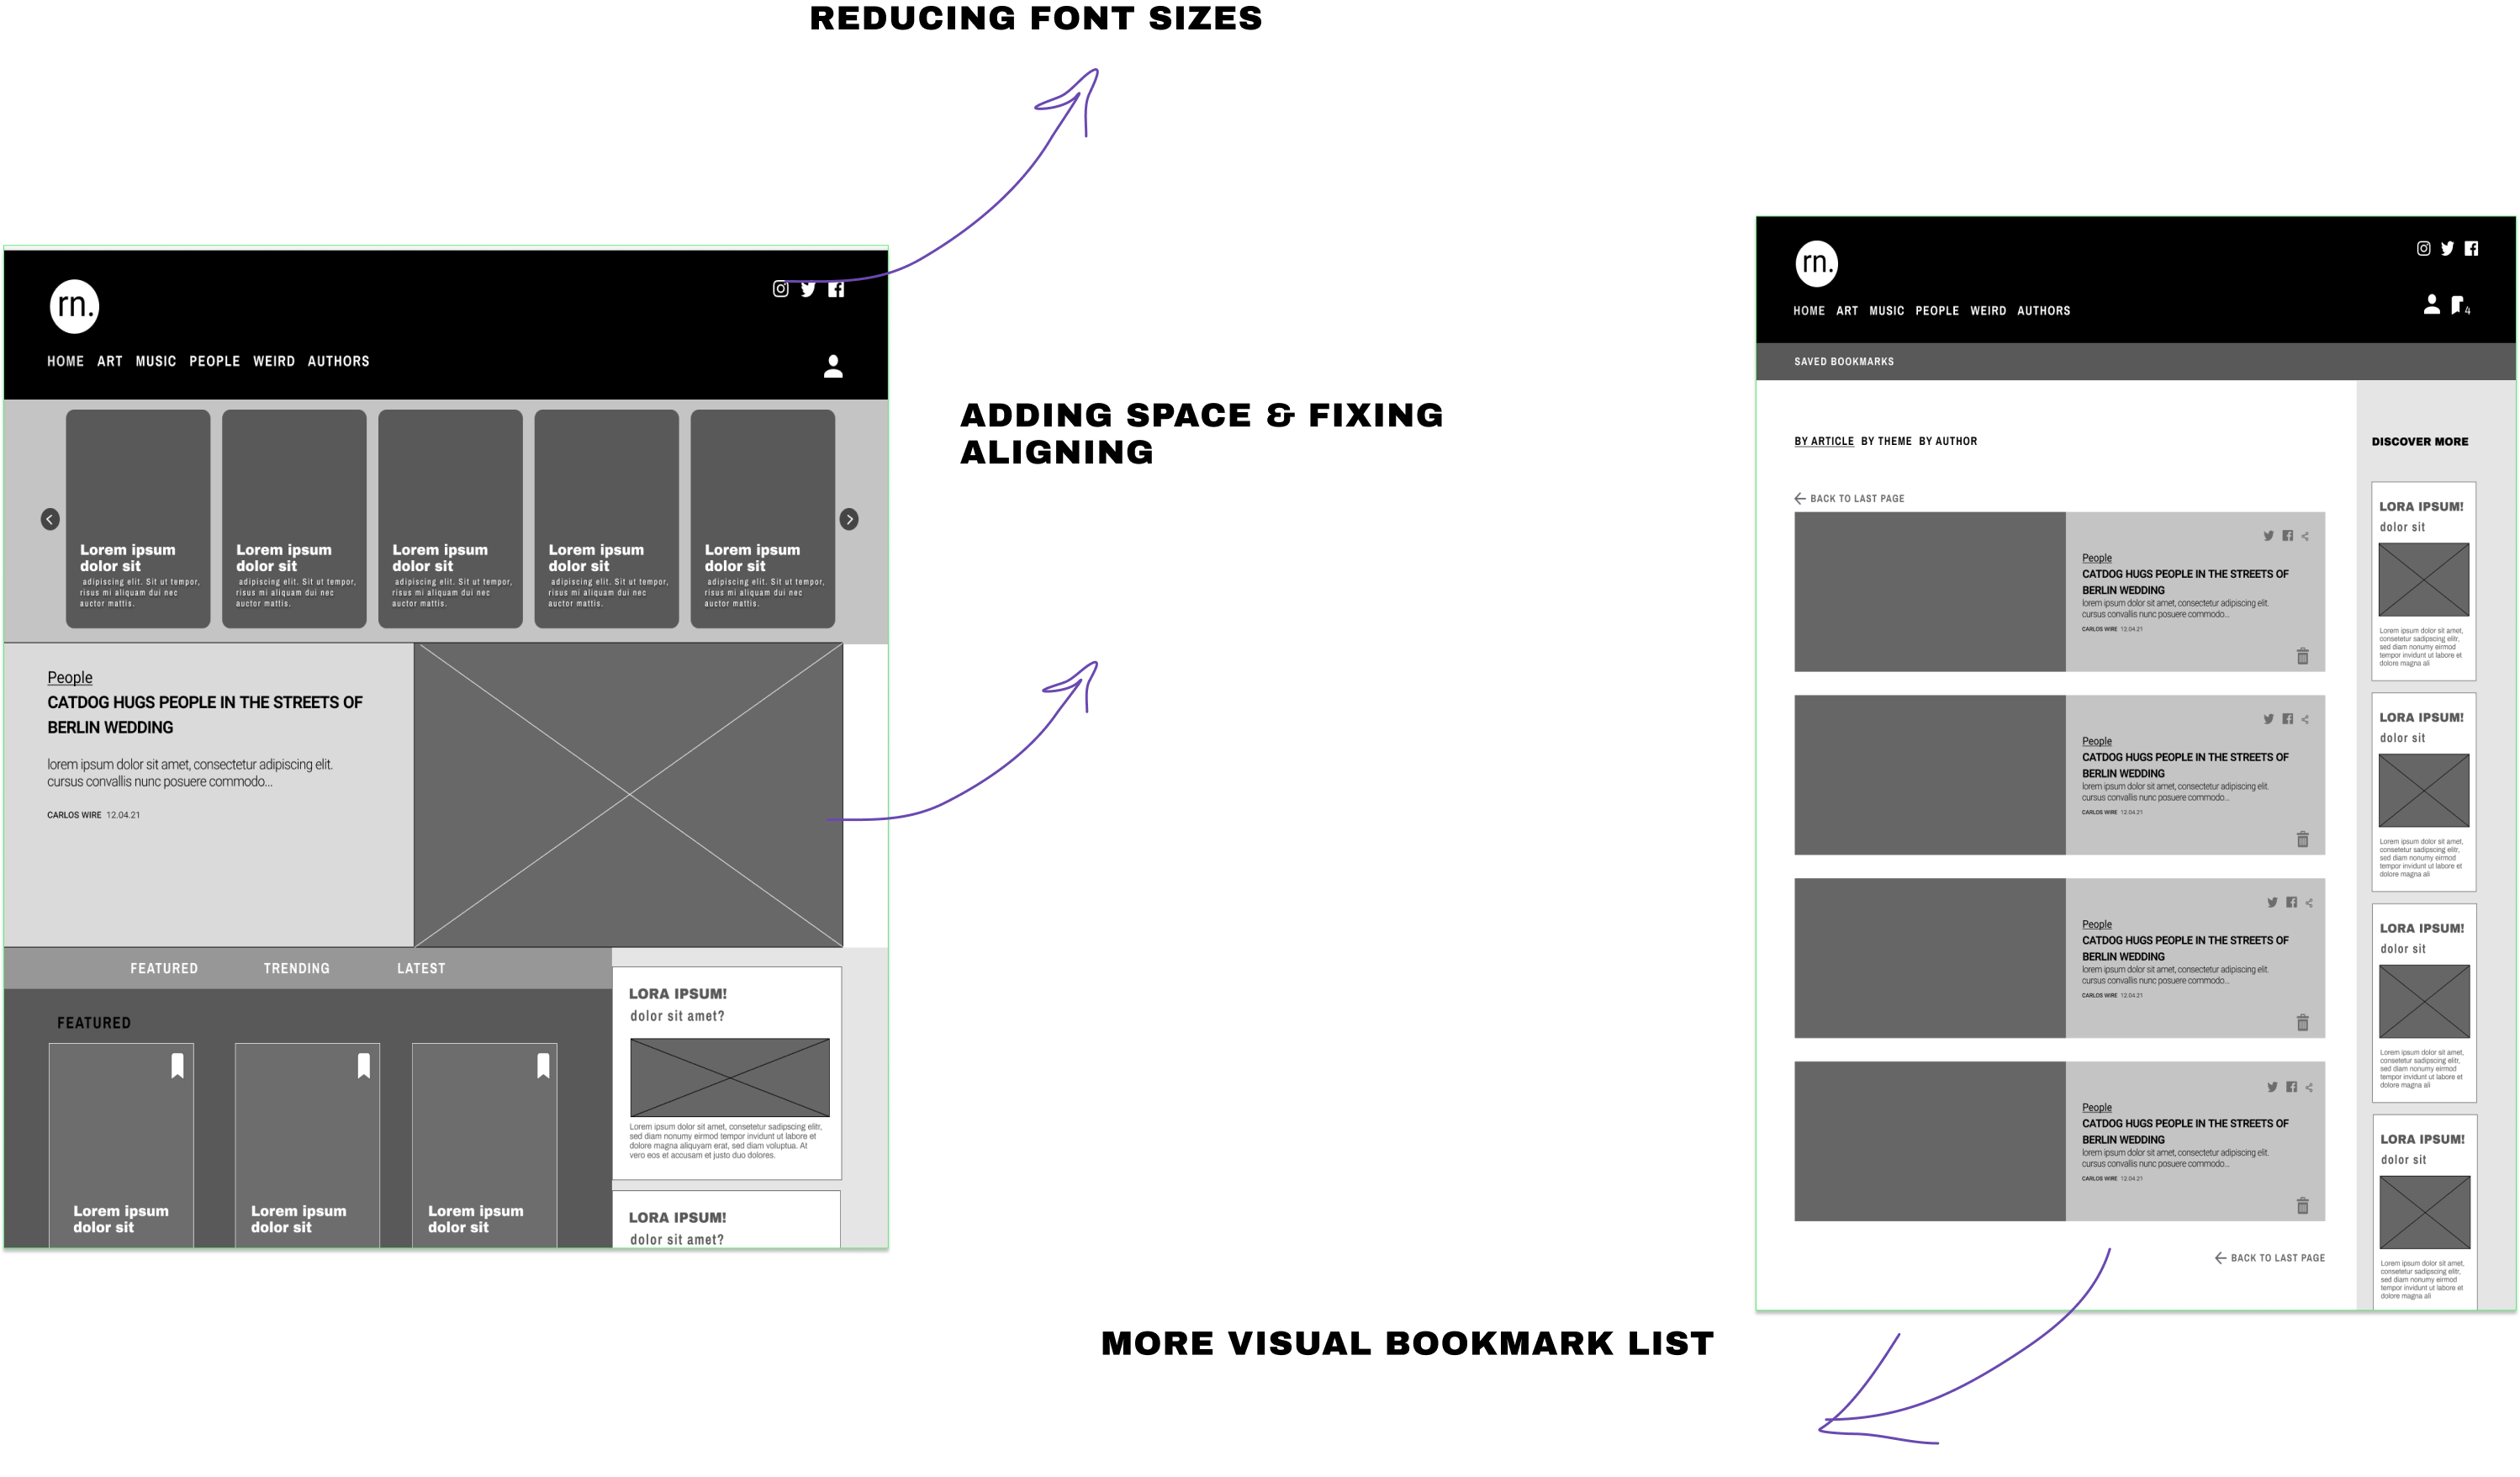 REDUCING FONT SIZES
rn.
HOME ART MUSIC PEOPLE WEIRD AUTHORS
Lorem ipsum
dolor sit
adipiscing elit. Sit ut tempor,
risus mi aliquam dui nec
auctor mattis.
Lorem ipsum
dolor sit
adipiscing elit. Sit ut tempor,
risus mi aliquam dui nec
auctor mattis.
Lorem ipsum
dolor sit
adipiscing elit. Sit ut tempor,
risus mi aliquam dui nec
auctor mattis.
Lorem ipsum
dolor sit
adipiscing elit. Sit ut tempor,
risus mi aliquam dui nec
auctor mattis.
Lorem ipsum
dolor sit
adipiscing elit. Sit ut tempor,
risus mi aliquam dui nec
auctor mattis.
People
CATDOG HUGS PEOPLE IN THE STREETS OF
BERLIN WEDDING
lorem ipsum dolor sit amet, consectetur adipiscing elit.
cursus convallis nunc posuere commodo...
CARLOS WIRE 12.04.21
FEATURED TRENDING LATEST
FEATURED
Lorem ipsum
dolor sit
Lorem ipsum
dolor sit
Lorem ipsum
dolor sit
LORA IPSUM!
dolor sit amet?
Lorem ipsum dolor sit amet, consetetur sadipscing elitr,
sed diam nonumy eirmod tempor invidunt ut labore et
dolore magna aliquyam erat, sed diam voluptua. At
vero eos et accusam et justo duo dolores.
LORA IPSUM!
dolor sit amet?
ADDING SPACE & FIXING
ALIGNING
MORE VISUAL BOOKMARK LIST
rn.
HOME ART MUSIC PEOPLE WEIRD AUTHORS
4
SAVED BOOKMARKS
BY ARTICLE BY THEME BY AUTHOR
BACK TO LAST PAGE
People
CATDOG HUGS PEOPLE IN THE STREETS OF
BERLIN WEDDING
lorem ipsum dolor sit amet, consectetur adipiscing elit.
cursus convallis nunc posuere commodo...
CARLOS WIRE 12.04.21
People
CATDOG HUGS PEOPLE IN THE STREETS OF
BERLIN WEDDING
lorem ipsum dolor sit amet, consectetur adipiscing elit.
cursus convallis nunc posuere commodo...
CARLOS WIRE 12.04.21
People
CATDOG HUGS PEOPLE IN THE STREETS OF
BERLIN WEDDING
lorem ipsum dolor sit amet, consectetur adipiscing elit.
cursus convallis nunc posuere commodo...
CARLOS WIRE 12.04.21
People
CATDOG HUGS PEOPLE IN THE STREETS OF
BERLIN WEDDING
lorem ipsum dolor sit amet, consectetur adipiscing elit.
cursus convallis nunc posuere commodo...
CARLOS WIRE 12.04.21
BACK TO LAST PAGE
DISCOVER MORE
LORA IPSUM!
dolor sit
Lorem ipsum dolor sit amet,
consetetur sadipscing elitr,
sed diam nonumy eirmod
tempor invidunt ut labore et
dolore magna ali
LORA IPSUM!
dolor sit
Lorem ipsum dolor sit amet,
consetetur sadipscing elitr,
sed diam nonumy eirmod
tempor invidunt ut labore et
dolore magna ali
LORA IPSUM!
dolor sit
Lorem ipsum dolor sit amet,
consetetur sadipscing elitr,
sed diam nonumy eirmod
tempor invidunt ut labore et
dolore magna ali
LORA IPSUM!
dolor sit
Lorem ipsum dolor sit amet,
consetetur sadipscing elitr,
sed diam nonumy eirmod
tempor invidunt ut labore et
dolore magna ali